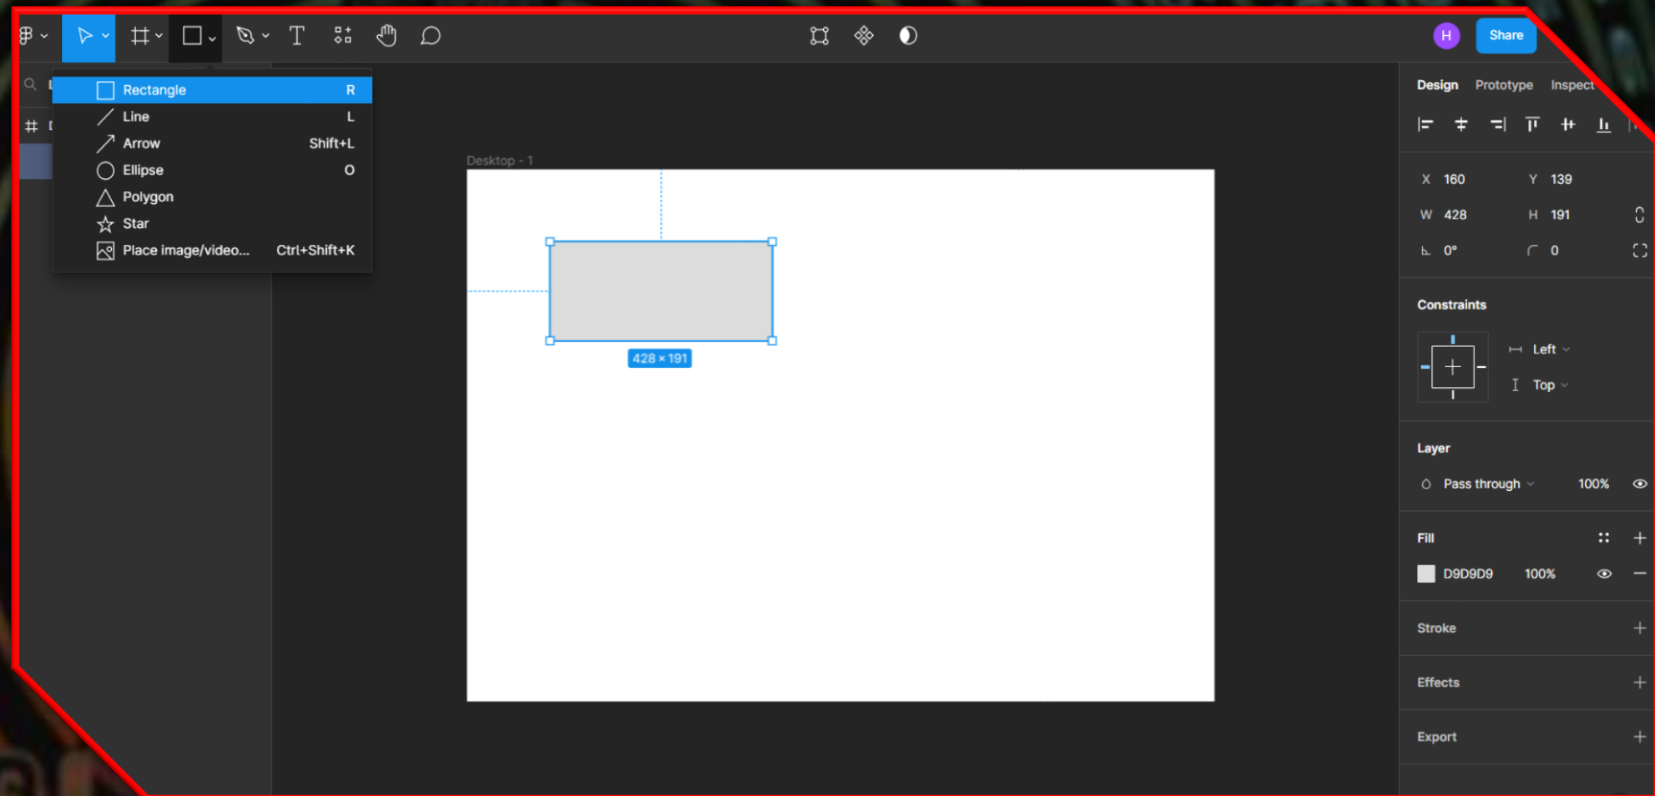 H
Share
Rectangle R
Line L
Arrow Shift+L
Ellipse O
Polygon
Star
Place image/video... Ctrl+Shift+K
Desktop - 1
428 × 191
Design Prototype Inspect
X 160 Y 139
W 428 H 191
0° 0
Constraints
Left
Top
Layer
Pass through 100%
Fill
D9D9D9 100%
Stroke
Effects
Export